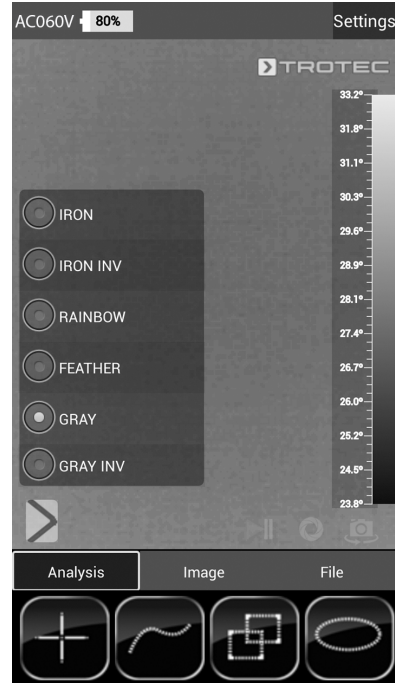 AC060V 80% Settings
TROTEC
33.2°
31.8°
31.1°
30.3°
29.6°
28.9°
28.1°
27.4°
26.7°
26.0°
25.2°
24.5°
23.8°
IRON
IRON INV
RAINBOW
FEATHER
GRAY
GRAY INV
Analysis Image File